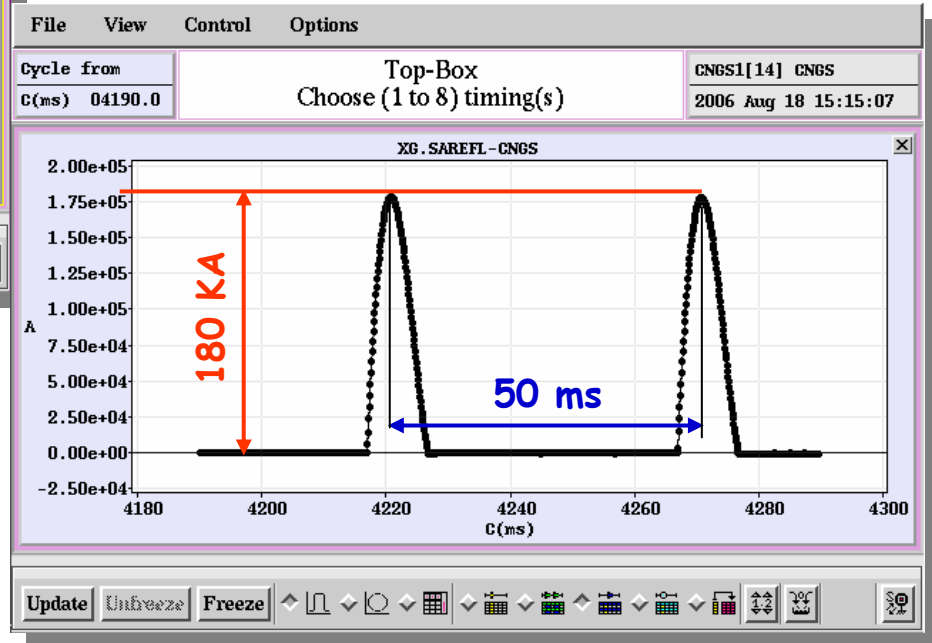 File View Control Options
Cycle from
C(ms) 04190.0
Top-Box
Choose (1 to 8) timing(s)
CNGS1[14] CNGS
2006 Aug 18 15:15:07
XG.SAREFL-CNGS
2.00e+05
1.75e+05
1.50e+05
1.25e+05
1.00e+05
A
7.50e+04
5.00e+04
2.50e+04
0.00e+00
-2.50e+04
180 KA
50 ms
4180 4200 4220 4240 4260 4280 4300
C(ms)
Update Unfreeze Freeze